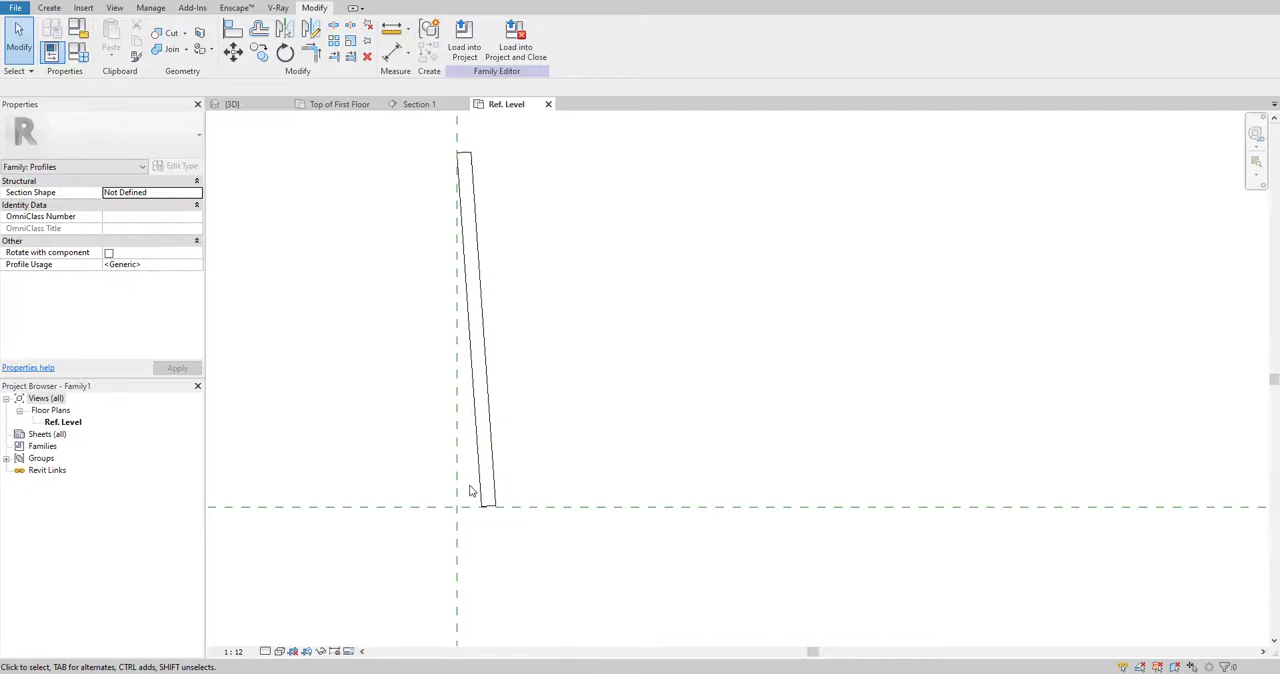 File Create Insert View Manage Add-Ins Enscape™ V-Ray Modify
Modify
Paste
Cut
Join
Load into
Project
Load into
Project and Close
Select Properties Clipboard Geometry Modify Measure Create Family Editor
Properties
(3D) Top of First Floor Section 1 Ref. Level
R
Family: Profiles Edit Type
Structural
Section Shape Not Defined
Identity Data
OmniClass Number
OmniClass Title
Other
Rotate with component
Profile Usage <Generic>
Properties help Apply
Project Browser - Family1
Views (all)
Floor Plans
Ref. Level
Sheets (all)
Families
Groups
Revit Links
1 : 12
Click to select, TAB for alternates, CTRL adds, SHIFT unselects.
:0